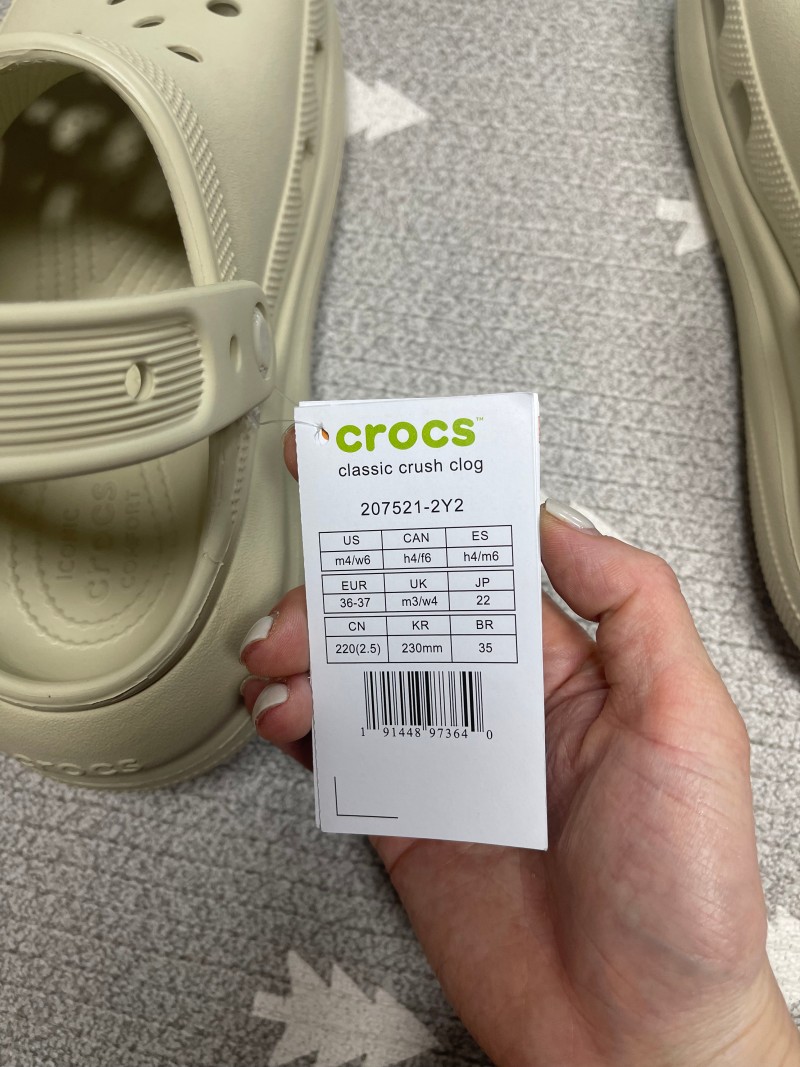 crocs™
classic crush clog
207521-2Y2
US CAN ES
m4/w6 h4/f6 h4/m6
EUR UK JP
36-37 m3/w4 22
CN KR BR
220(2.5) 230mm 35
1 91448 97364 0
Iconic
crocs
comfort
crocs